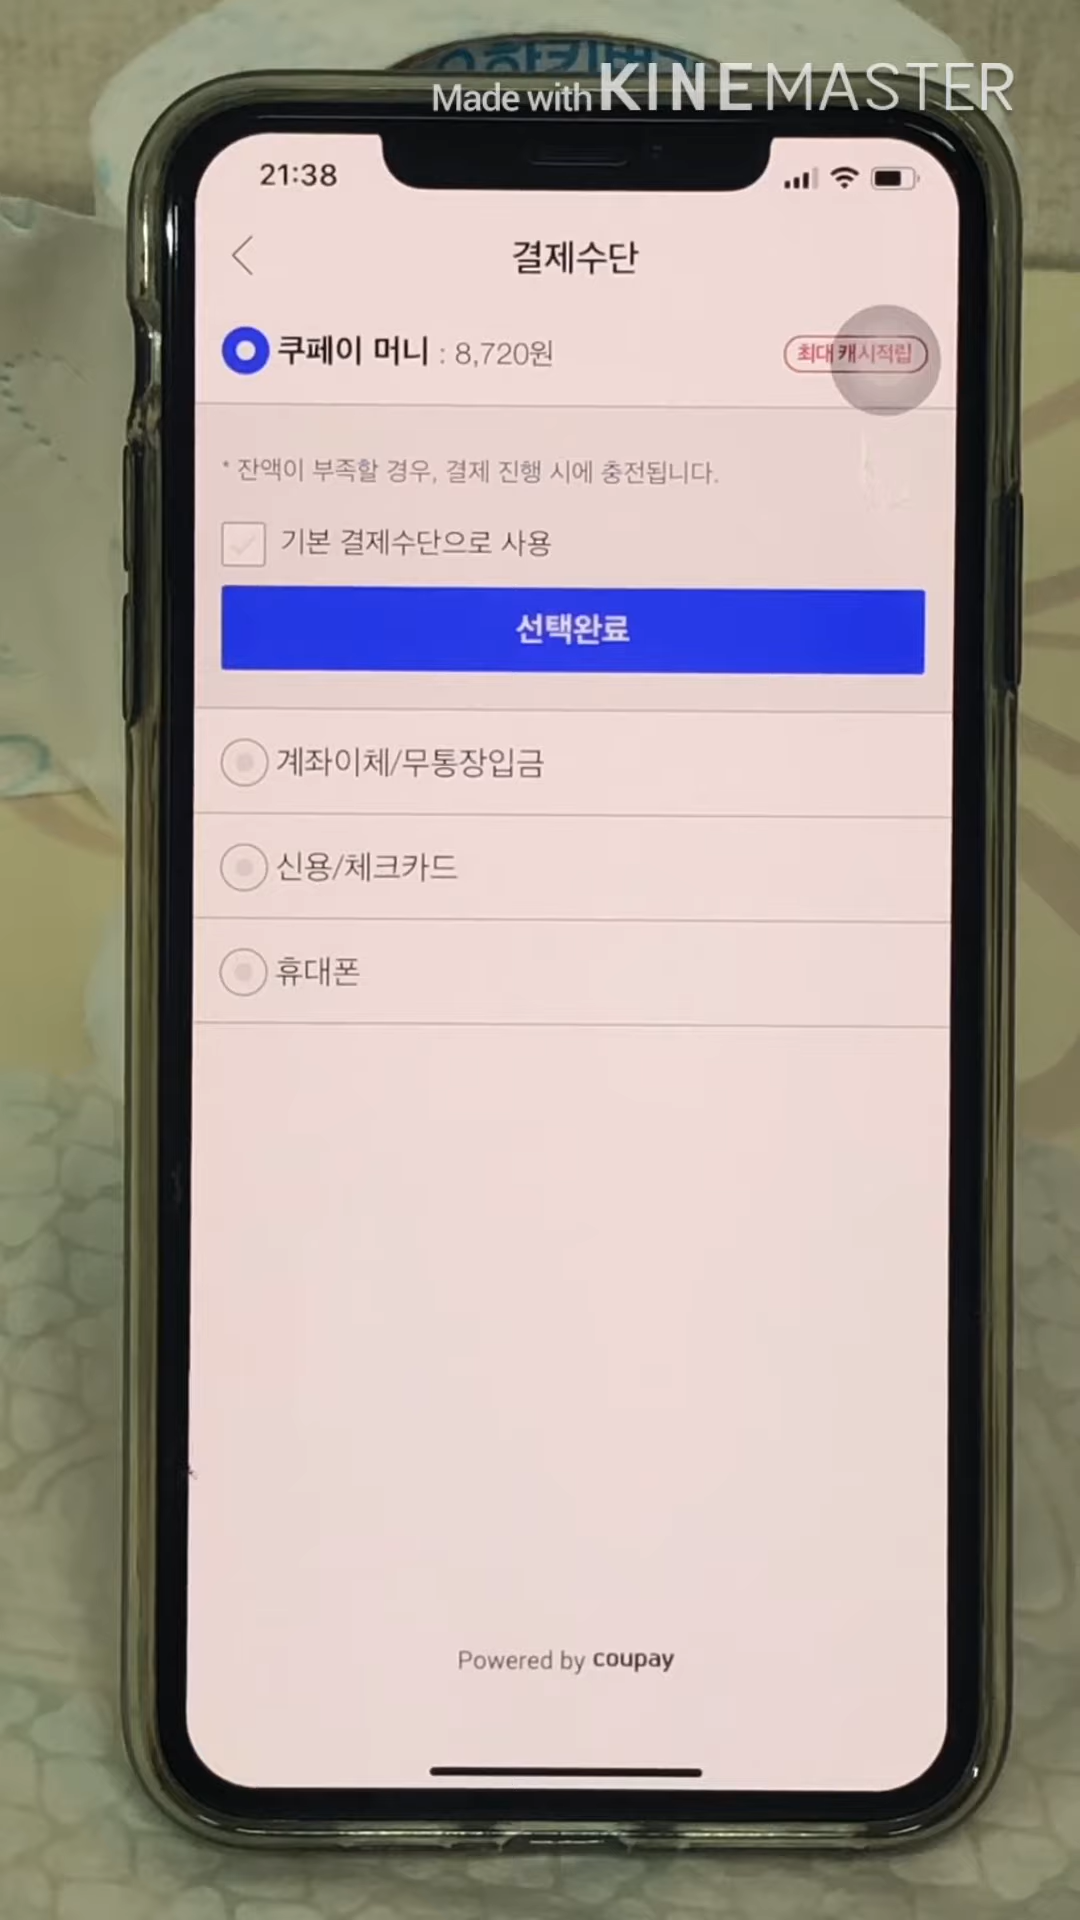 Made with KINEMASTER
21:38
결제수단
쿠페이 머니 : 8,720원
최대 캐시적립
* 잔액이 부족할 경우, 결제 진행 시에 충전됩니다.
기본 결제수단으로 사용
선택완료
계좌이체/무통장입금
신용/체크카드
휴대폰
Powered by coupay